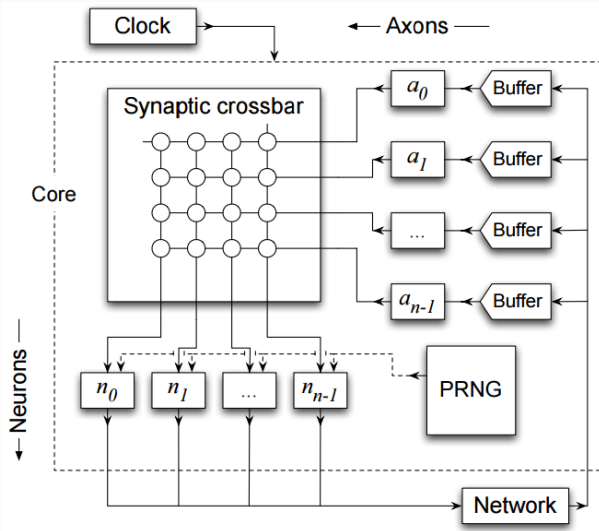 Clock
Axons
Synaptic crossbar
a0
Buffer
a1
Buffer
Core
...
Buffer
an-1
Buffer
Neurons
n0
n1
...
nn-1
PRNG
Network